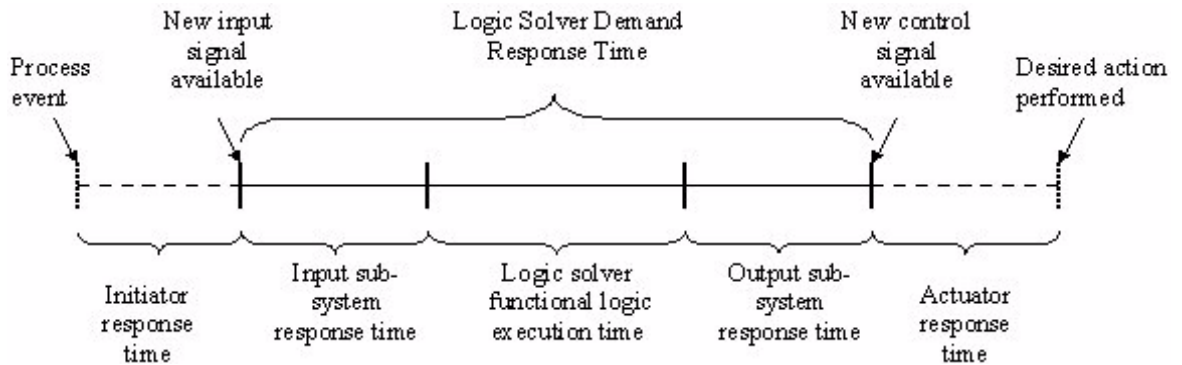 New input
signal
available
Logic Solver Demand
Response Time
New control
signal
available
Process
event
Desired action
performed
Initiator
response
time
Input sub-
system
response time
Logic solver
functional logic
execution time
Output sub-
system
response time
Actuator
response
time